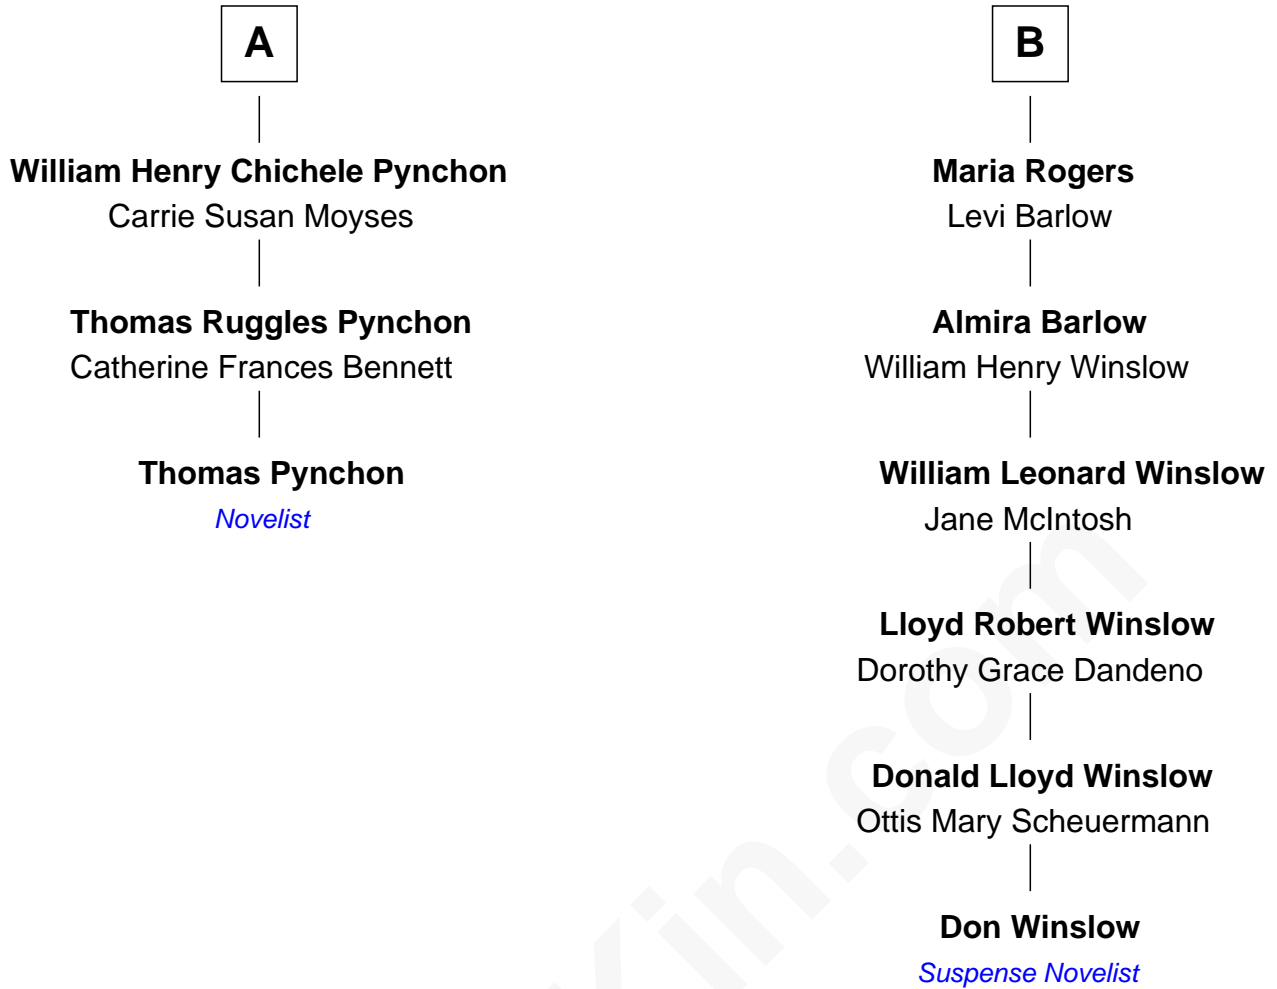 A
William Henry Chichele Pynchon
Carrie Susan Moyses
Thomas Ruggles Pynchon
Catherine Frances Bennett
Thomas Pynchon
Novelist
B
Maria Rogers
Levi Barlow
Almira Barlow
William Henry Winslow
William Leonard Winslow
Jane McIntosh
Lloyd Robert Winslow
Dorothy Grace Dandeno
Donald Lloyd Winslow
Ottis Mary Scheuermann
Don Winslow
Suspense Novelist
Kin.com